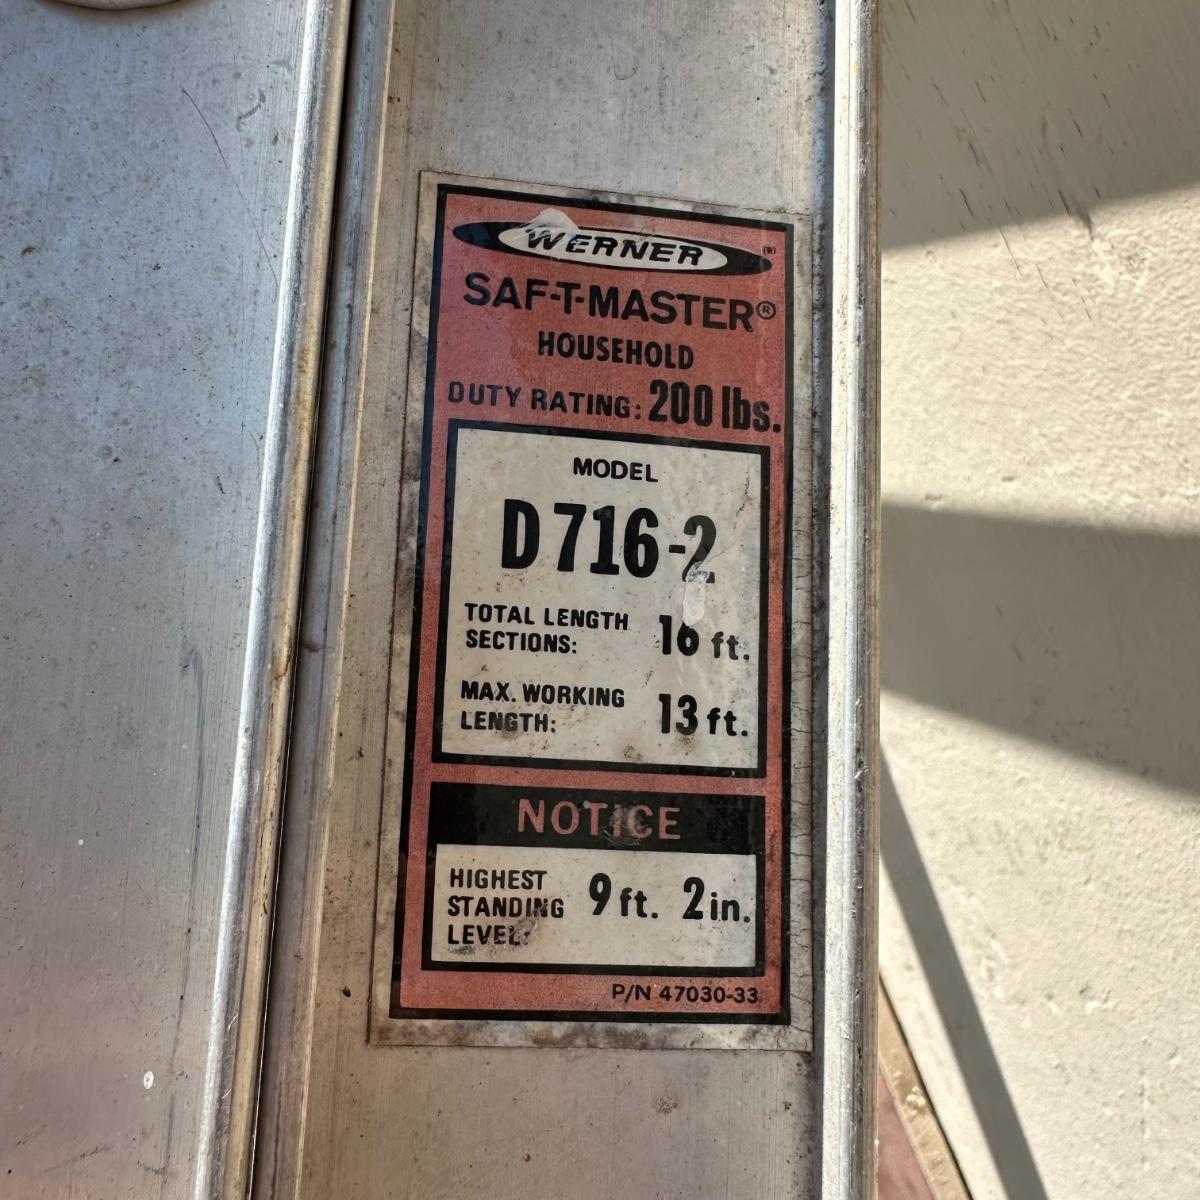 WERNER ®
SAF-T-MASTER®
HOUSEHOLD
DUTY RATING: 200 lbs.
MODEL
D716-2
TOTAL LENGTH
SECTIONS: 16 ft.
MAX. WORKING
LENGTH: 13 ft.
NOTICE
HIGHEST
STANDING
LEVEL: 9 ft. 2 in.
P/N 47030-33